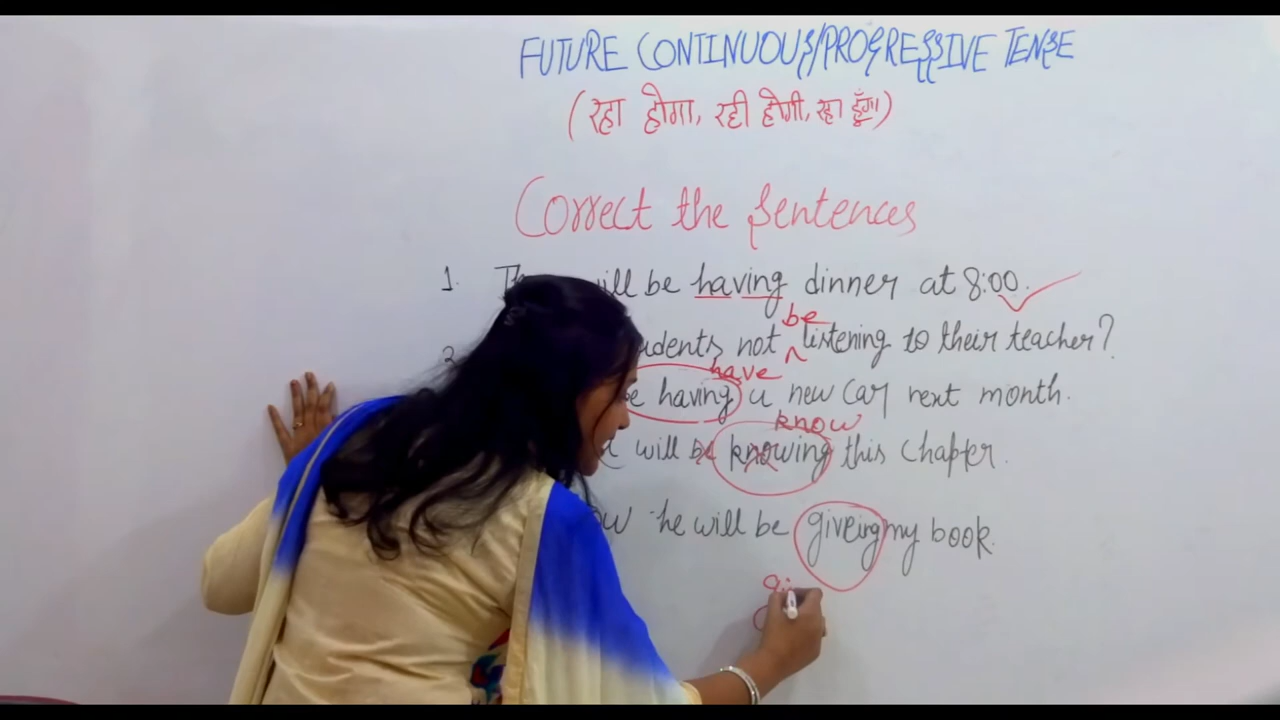 FUTURE CONTINUOUS/PROGRESSIVE TENSE
(रहा होगा, रही होगी, रहा हूँगा)
Correct the Sentences
1. will be having dinner at 8:00.
be
not listening to their teacher?
have
having a new car next month.
know
will be knowing this chapter.
he will be giveing my book.
gi